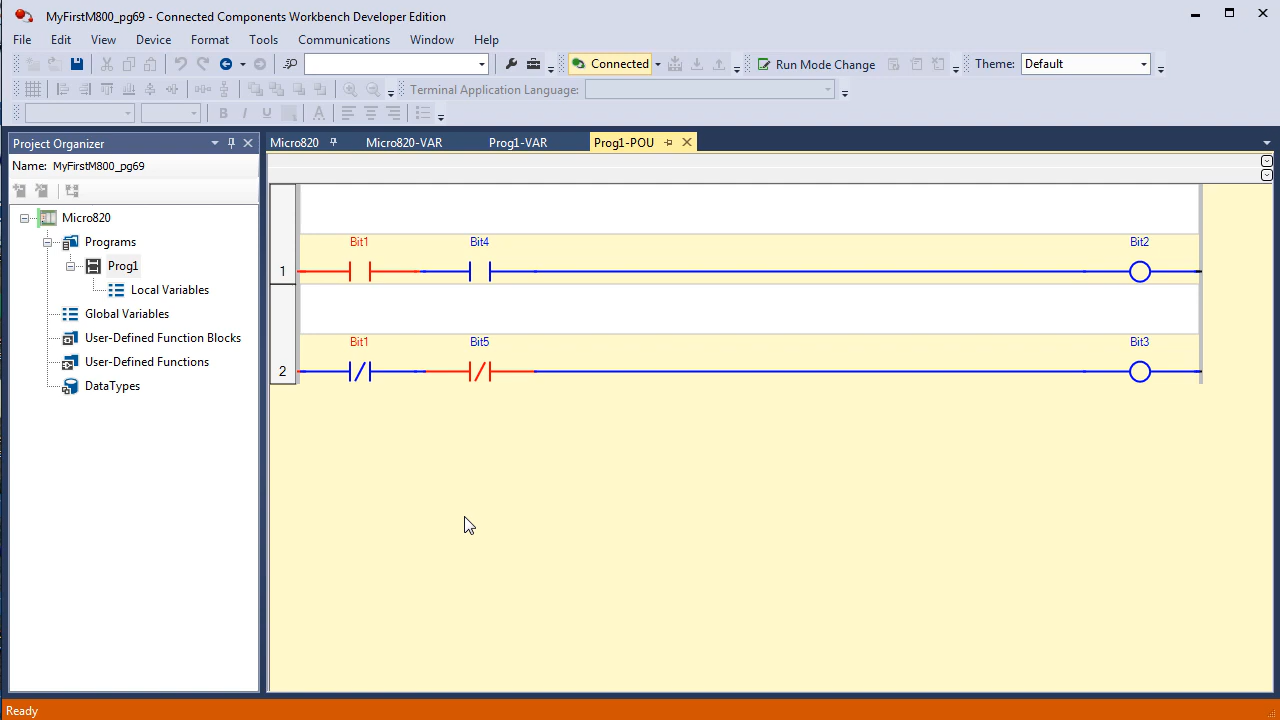 MyFirstM800_pg69 - Connected Components Workbench Developer Edition
File Edit View Device Format Tools Communications Window Help
Connected Run Mode Change Theme: Default
Terminal Application Language:
B I U A
Project Organizer
Name: MyFirstM800_pg69
Micro820
Programs
Prog1
Local Variables
Global Variables
User-Defined Function Blocks
User-Defined Functions
DataTypes
Micro820 Micro820-VAR Prog1-VAR Prog1-POU
Bit1 Bit4 Bit2
1
Bit1 Bit5 Bit3
2
Ready